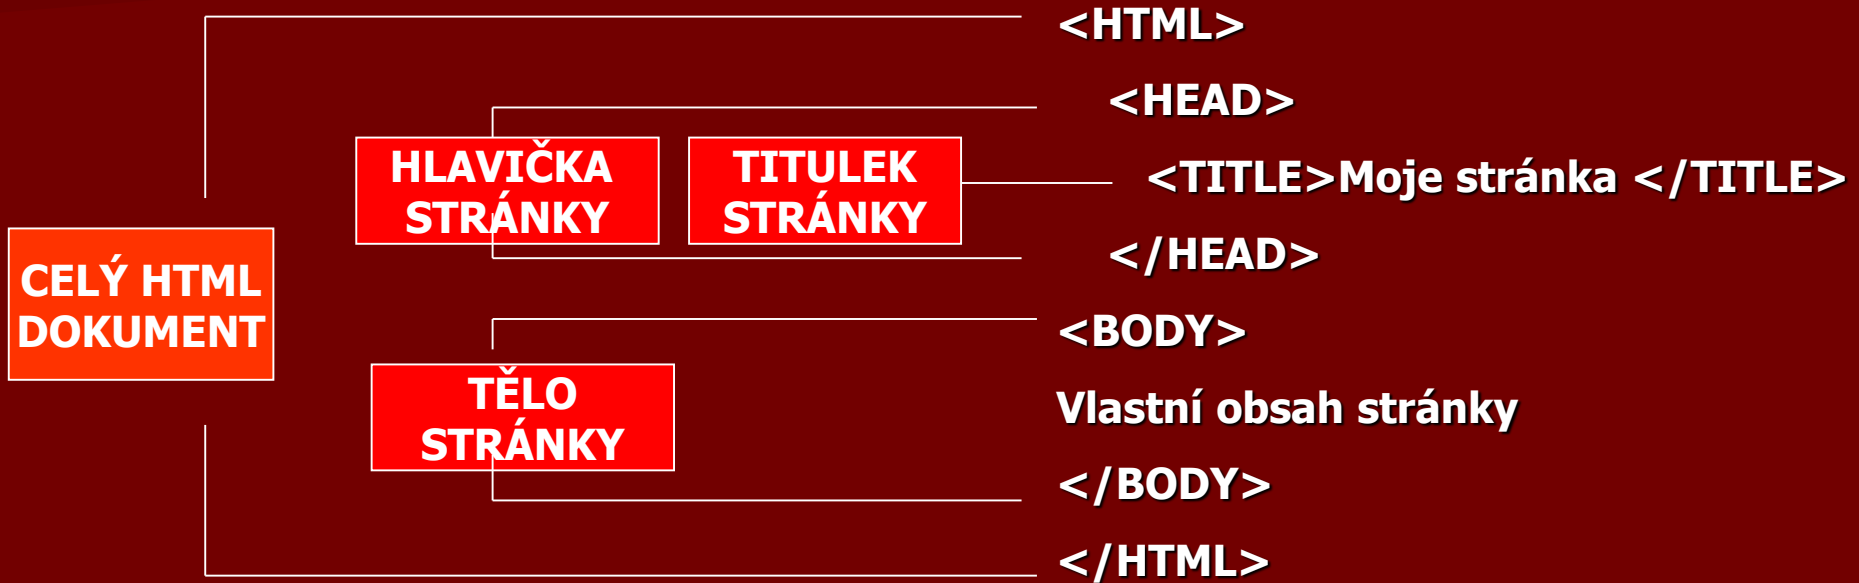 <HTML>
<HEAD>
HLAVIČKA
STRÁNKY
TITULEK
STRÁNKY
<TITLE>Moje stránka </TITLE>
</HEAD>
CELÝ HTML
DOKUMENT
<BODY>
TĚLO
STRÁNKY
Vlastní obsah stránky
</BODY>
</HTML>